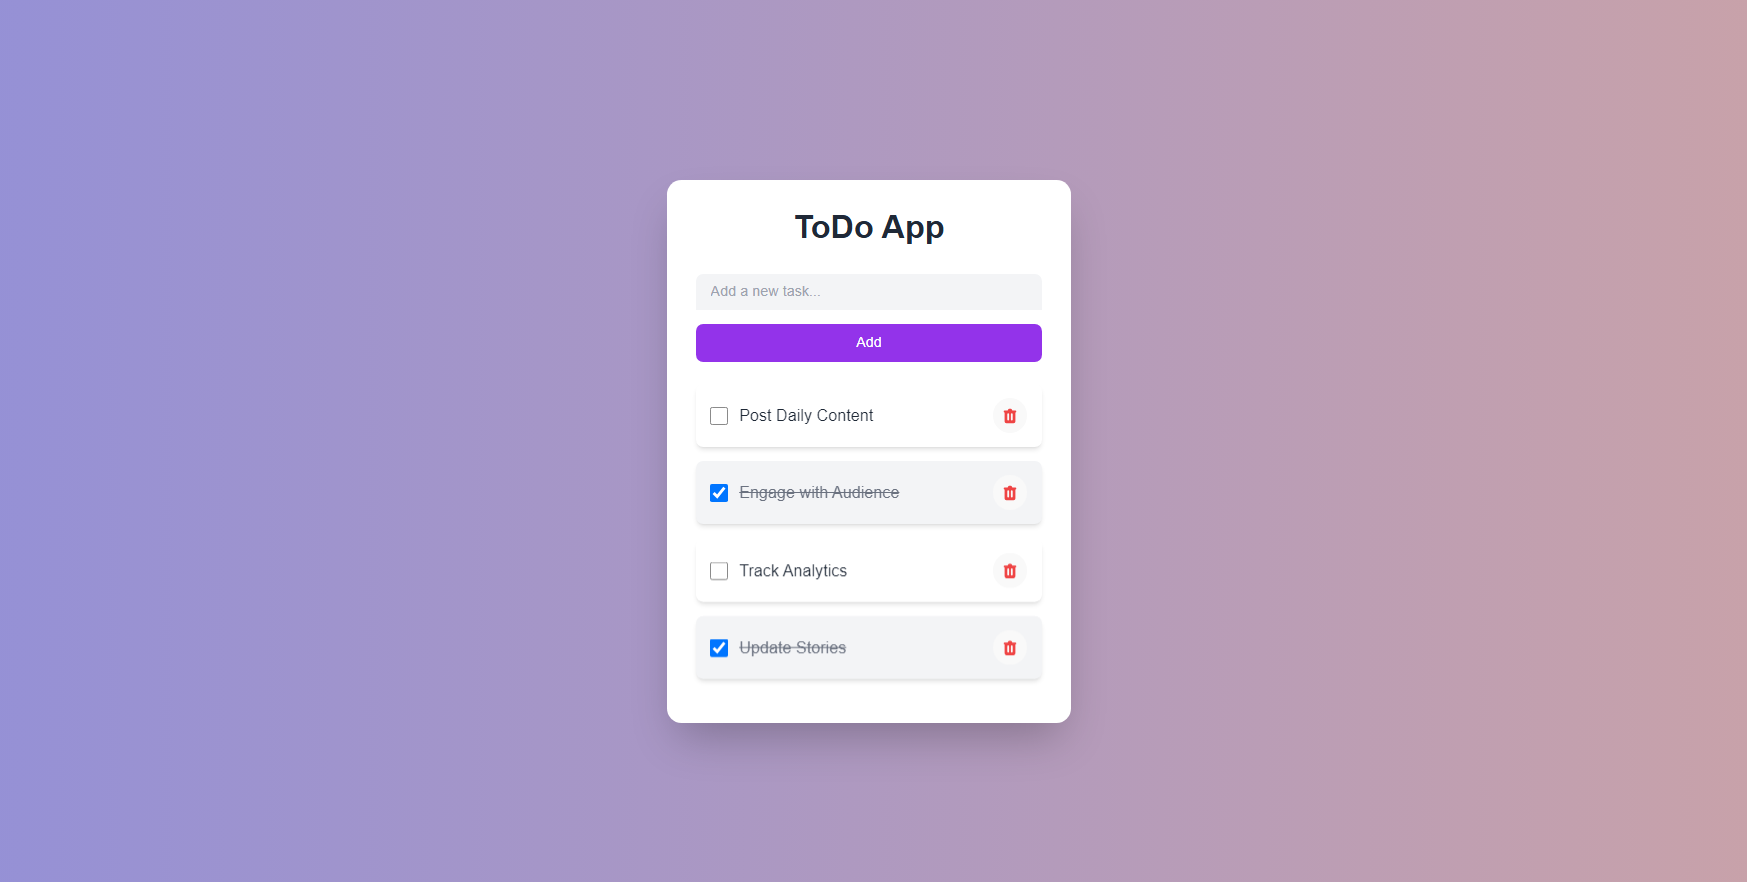 ToDo App
Add a new task...
Add
Post Daily Content
Engage with Audience
Track Analytics
Update Stories